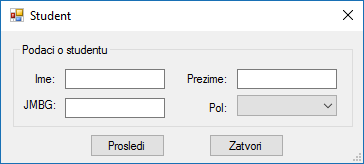 Student
Podaci o studentu
Ime: Prezime:
JMBG: Pol:
Prosledi Zatvori